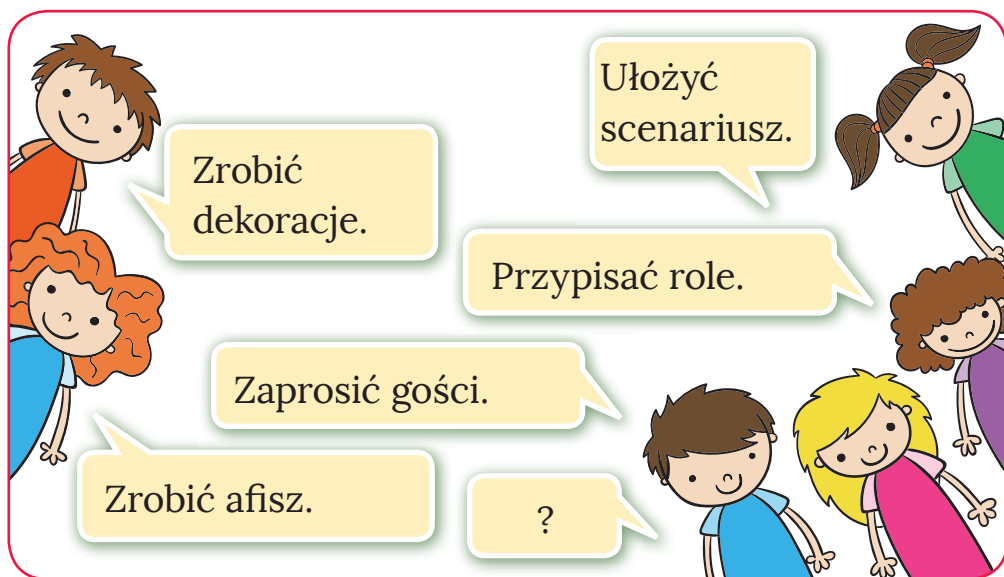 Zrobić
dekoracje.
Ułożyć
scenariusz.
Przypisać role.
Zaprosić gości.
Zrobić afisz.
?